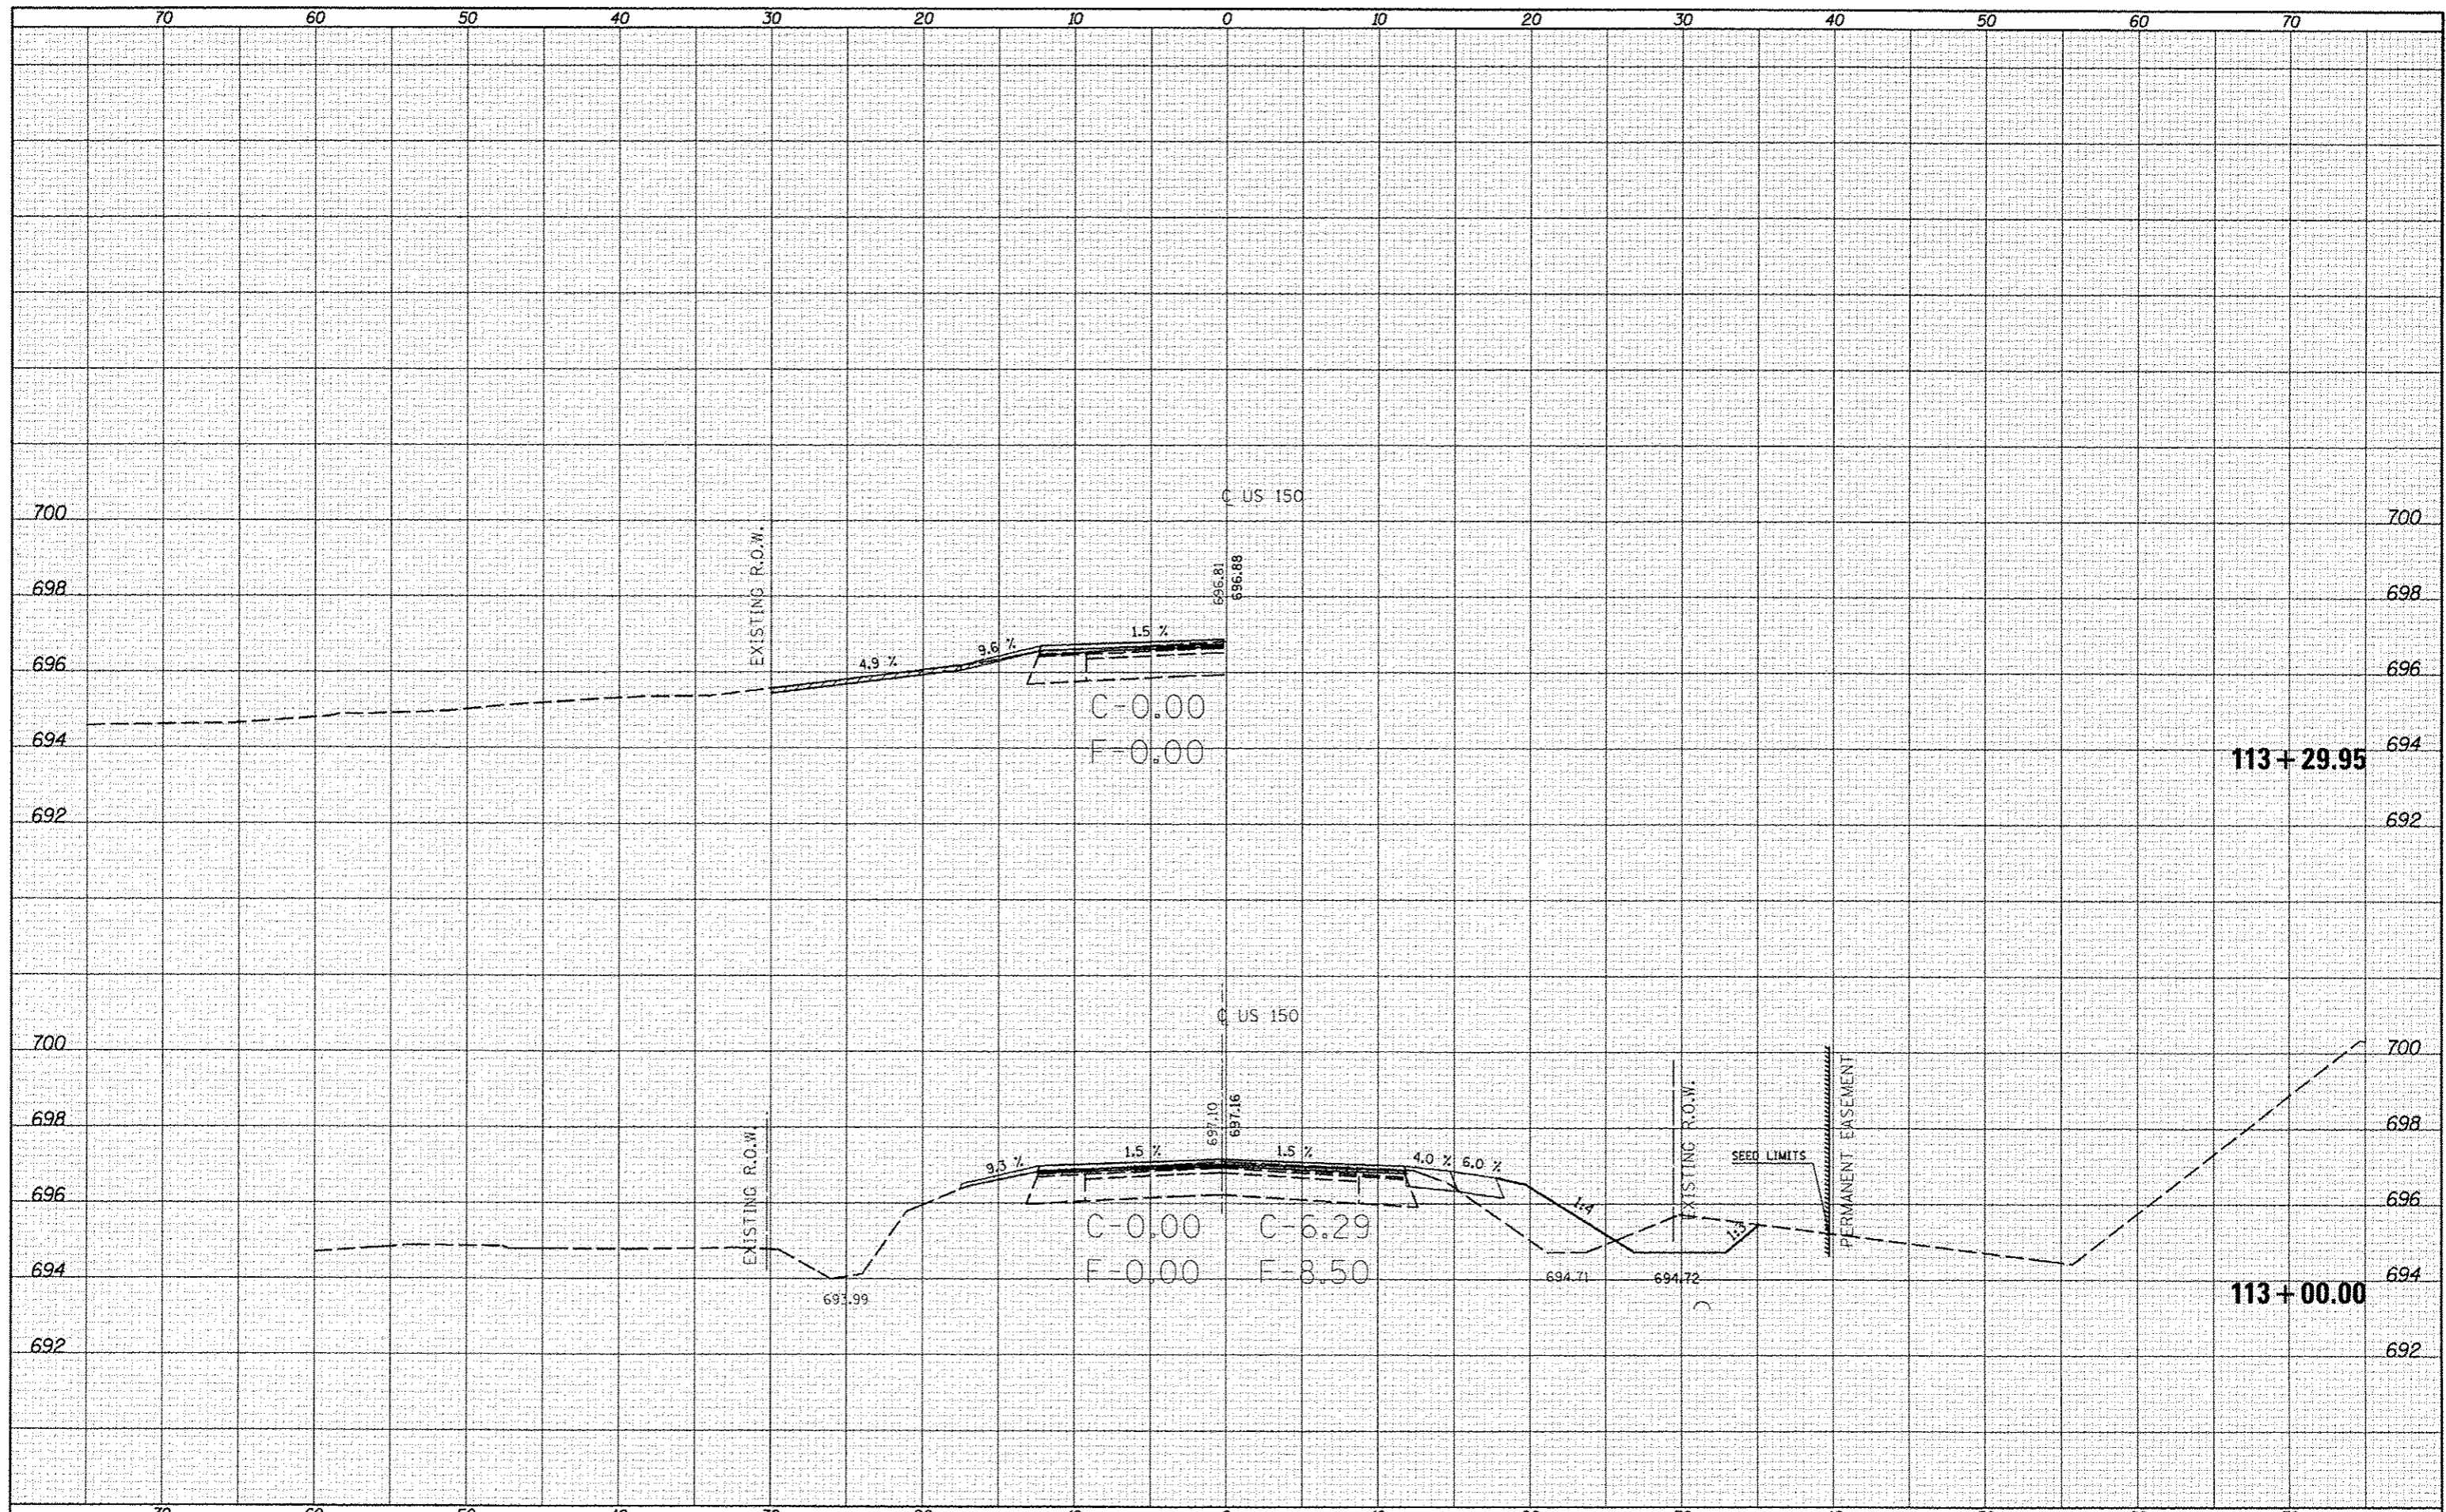 70 60 50 40 30 20 10 0 10 20 30 40 50 60 70
℄ US 150
700 700
EXISTING R.O.W.
696.81
696.88
698 698
1.5 %
9.6 %
4.9 %
696 696
C-0.00
F-0.00
694 694
113+29.95
692 692
℄ US 150
700 700
EXISTING R.O.W.
697.10
697.16
EXISTING R.O.W.
PERMANENT EASEMENT
698 698
SEED LIMITS
9.3 % 1.5 % 1.5 % 4.0 % 6.0 %
1:4
1:3
696 696
C-0.00 C-6.29
F-0.00 F-8.50
694 694
693.99
694.71 694.72
113+00.00
692 692